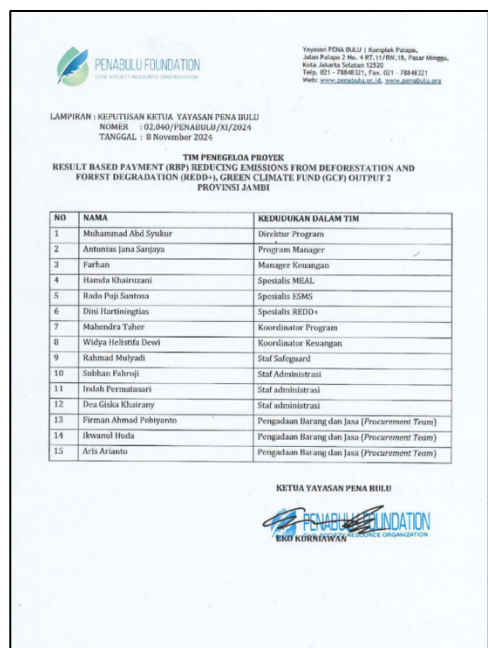 PENABULU FOUNDATION
CIVIL SOCIETY RESOURCE ORGANIZATION
Yayasan PENA BULU | Komplek Patapa,
Jalan Palapa 2 No. 4 RT.11/RW.19, Pasar Minggu,
Kota Jakarta Selatan 12520
Telp. 021 - 78848321, Fax. 021 - 78848321
Web: www.penabulu.or.id, www.penabulu.org
LAMPIRAN : KEPUTUSAN KETUA YAYASAN PENA BULU
NOMER : 02.040/PENABULU/XI/2024
TANGGAL : 8 November 2024
TIM PENEGELOA PROYEK
RESULT BASED PAYMENT (RBP) REDUCING EMISSIONS FROM DEFORESTATION AND
FOREST DEGRADATION (REDD+), GREEN CLIMATE FUND (GCF) OUTPUT 2
PROVINSI JAMBI
NO NAMA KEDUDUKAN DALAM TIM
1 Muhammad Abd Syukur Direktur Program
2 Antonius Jana Sanjaya Program Manager
3 Farhan Manager Keuangan
4 Hamda Khairuzani Spesialis MEAL
5 Rado Puji Santosa Spesialis ESMS
6 Dini Hartiningtias Spesialis REDD+
7 Mahendra Taher Koordinator Program
8 Widya Helistifa Dewi Koordinator Keuangan
9 Rahmad Mulyadi Staf Safeguard
10 Subhan Fahroji Staf Administrasi
11 Indah Permatasari Staf administrasi
12 Dea Giska Khairany Staf administrasi
13 Firman Ahmad Pebiyanto Pengadaan Barang dan Jasa (Procurement Team)
14 Ikwanul Huda Pengadaan Barang dan Jasa (Procurement Team)
15 Aris Arianto Pengadaan Barang dan Jasa (Procurement Team)
KETUA YAYASAN PENA BULU
PENABULU FOUNDATION
CIVIL SOCIETY RESOURCE ORGANIZATION
EKO KURNIAWAN